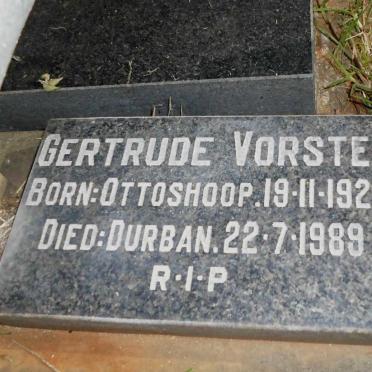 GERTRUDE VORSTE
BORN: OTTOSHOOP. 19·11·192
DIED: DURBAN. 22·7·1989
R·I·P